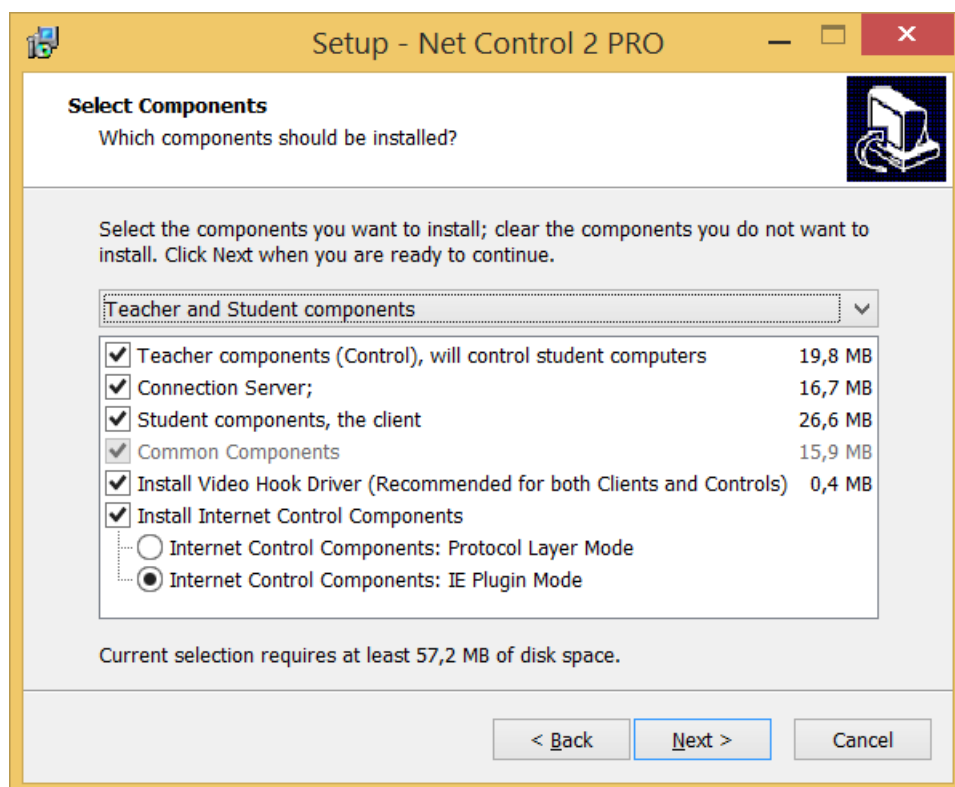 Setup - Net Control 2 PRO
Select Components
Which components should be installed?
Select the components you want to install; clear the components you do not want to
install. Click Next when you are ready to continue.
Teacher and Student components
Teacher components (Control), will control student computers 19,8 MB
Connection Server; 16,7 MB
Student components, the client 26,6 MB
Common Components 15,9 MB
Install Video Hook Driver (Recommended for both Clients and Controls) 0,4 MB
Install Internet Control Components
Internet Control Components: Protocol Layer Mode
Internet Control Components: IE Plugin Mode
Current selection requires at least 57,2 MB of disk space.
< Back Next > Cancel